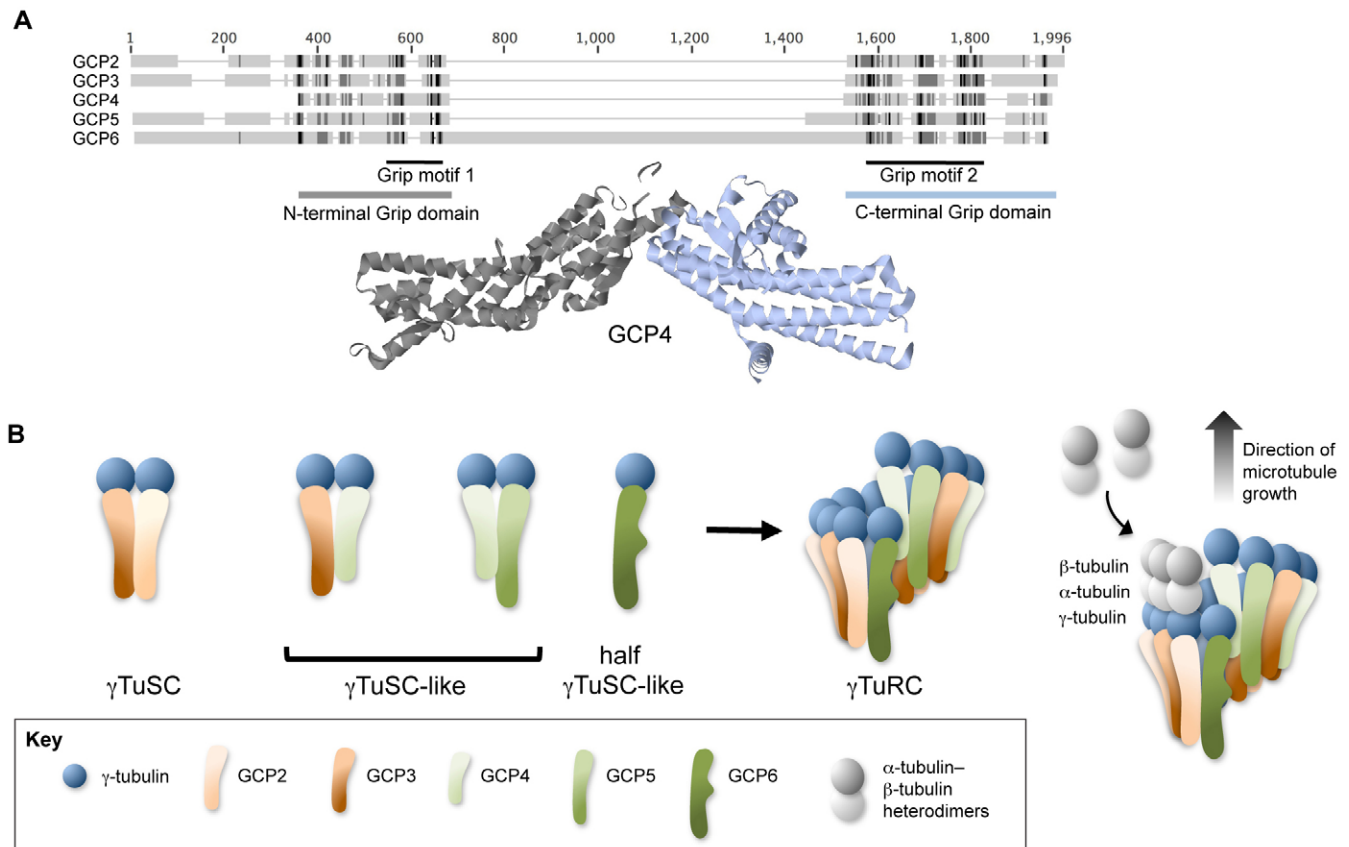 A
1 200 400 600 800 1,000 1,200 1,400 1,600 1,800 1,996
GCP2
GCP3
GCP4
GCP5
GCP6
Grip motif 1
Grip motif 2
N-terminal Grip domain
C-terminal Grip domain
GCP4
B
Direction of
microtubule
growth
β-tubulin
α-tubulin
γ-tubulin
γTuSC
γTuSC-like
half
γTuSC-like
γTuRC
Key
γ-tubulin
GCP2
GCP3
GCP4
GCP5
GCP6
α-tubulin–
β-tubulin
heterodimers